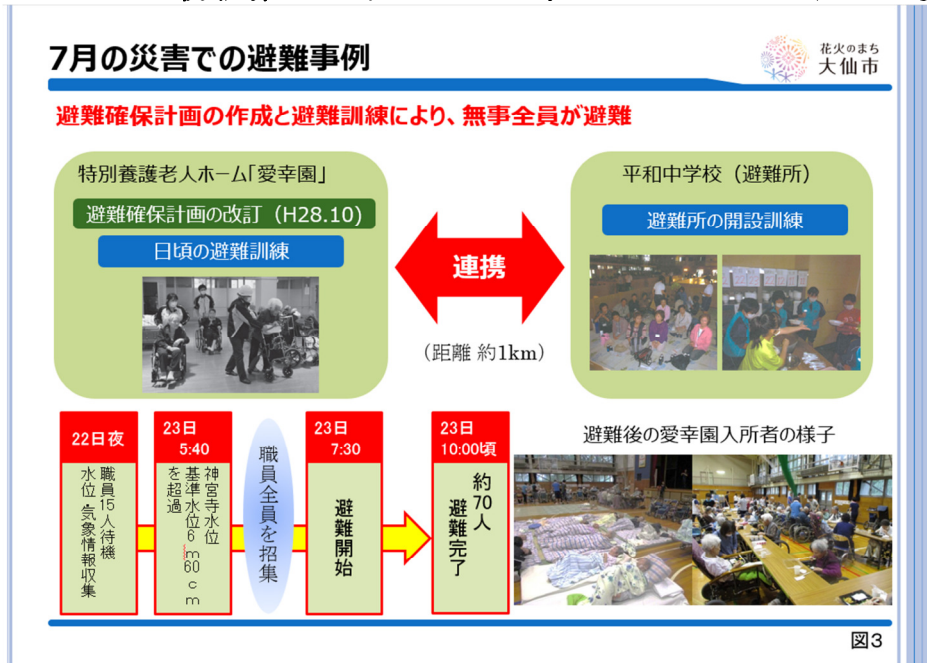 7月の災害での避難事例
花火のまち
大仙市
避難確保計画の作成と避難訓練により、無事全員が避難
特別養護老人ホーム「愛幸園」
避難確保計画の改訂（H28.10）
日頃の避難訓練
連携
（距離 約1km）
平和中学校（避難所）
避難所の開設訓練
22日夜
職員15人待機
水位 気象情報収集
23日
5:40
神宮寺水位
基準水位6m60cm
を超過
職員全員を招集
23日
7:30
避難開始
23日
10:00頃
約70人
避難完了
避難後の愛幸園入所者の様子
図3